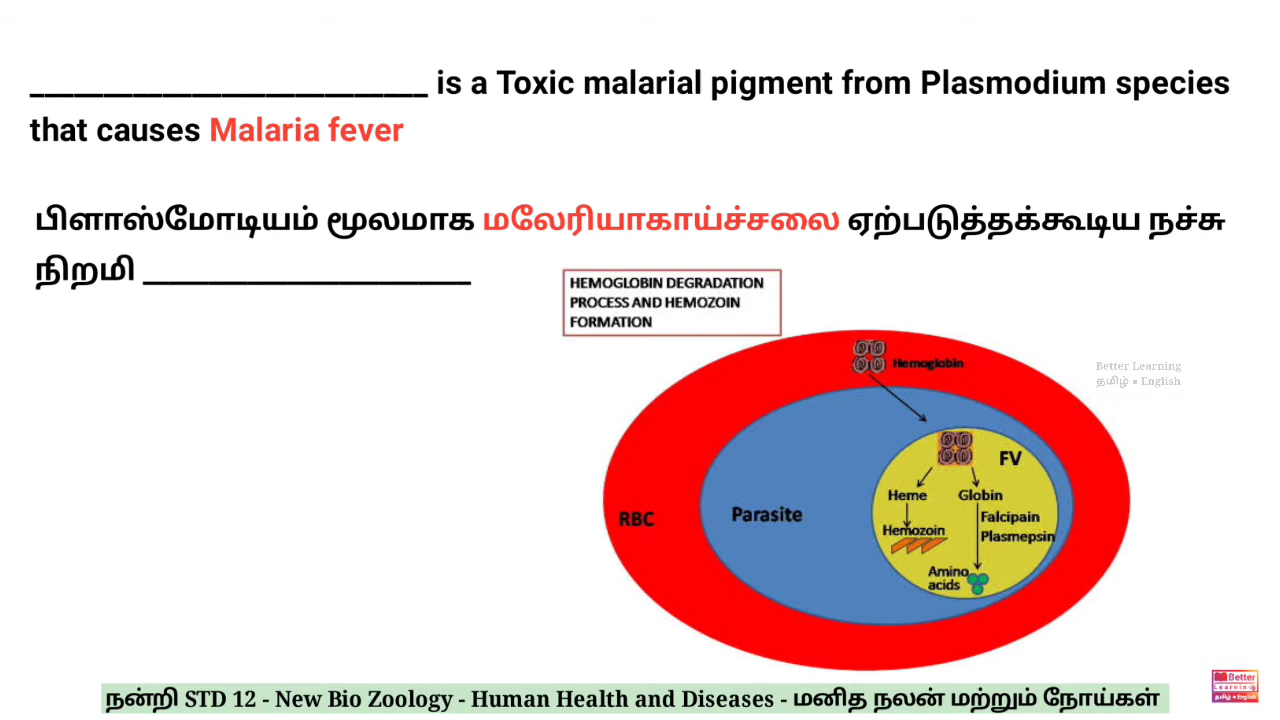 ___________________________ is a Toxic malarial pigment from Plasmodium species
that causes Malaria fever
பிளாஸ்மோடியம் மூலமாக மலேரியாகாய்ச்சலை ஏற்படுத்தக்கூடிய நச்சு
நிறமி ______________________
HEMOGLOBIN DEGRADATION
PROCESS AND HEMOZOIN
FORMATION
Hemoglobin
Better Learning
தமிழ் • English
FV
Heme Globin
RBC
Parasite
Falcipain
Hemozoin
Plasmepsin
Amino
acids
நன்றி STD 12 - New Bio Zoology - Human Health and Diseases - மனித நலன் மற்றும் நோய்கள்
Better
Learning
தமிழ் • English